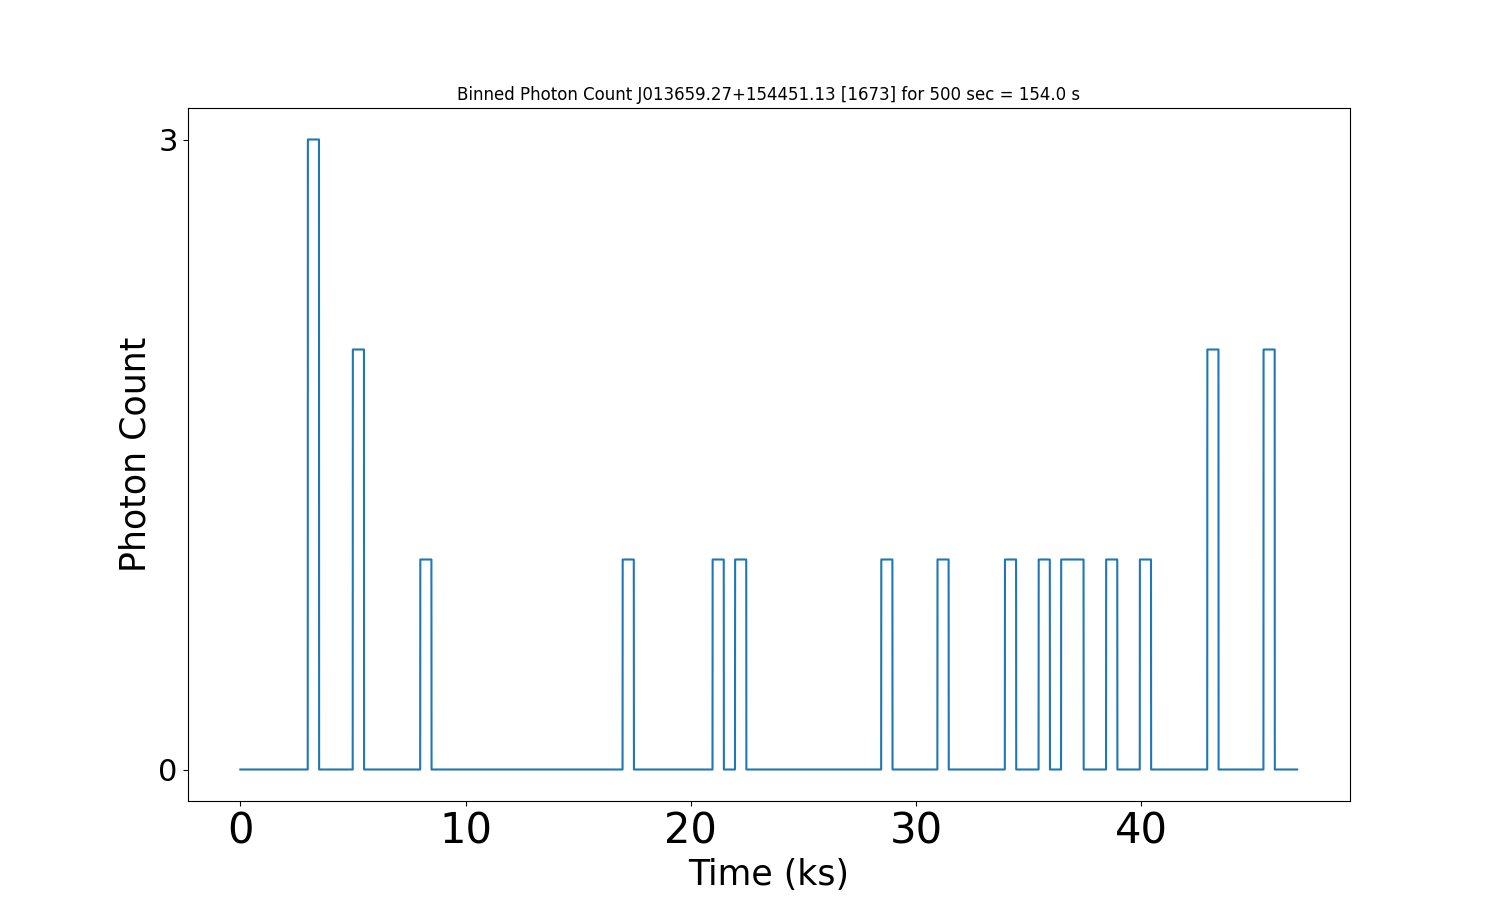 Binned Photon Count J013659.27+154451.13 [1673] for 500 sec = 154.0 s
3
Photon Count
0
0 10 20 30 40
Time (ks)